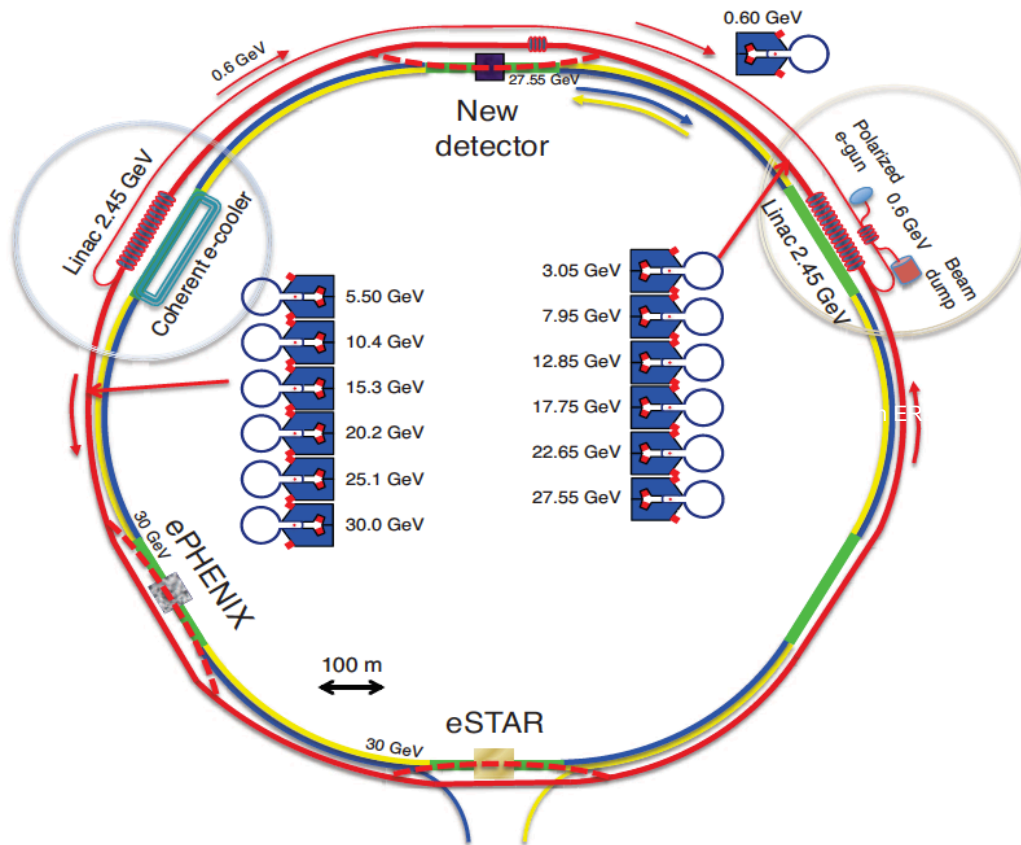 0.60 GeV
0.6 GeV
27.55 GeV
New
detector
Linac 2.45 GeV
Coherent e-cooler
Polarized
e-gun
0.6 GeV
Beam
dump
Linac 2.45 GeV
5.50 GeV
10.4 GeV
15.3 GeV
20.2 GeV
25.1 GeV
30.0 GeV
3.05 GeV
7.95 GeV
12.85 GeV
17.75 GeV
22.65 GeV
27.55 GeV
30 GeV
ePHENIX
100 m
eSTAR
30 GeV